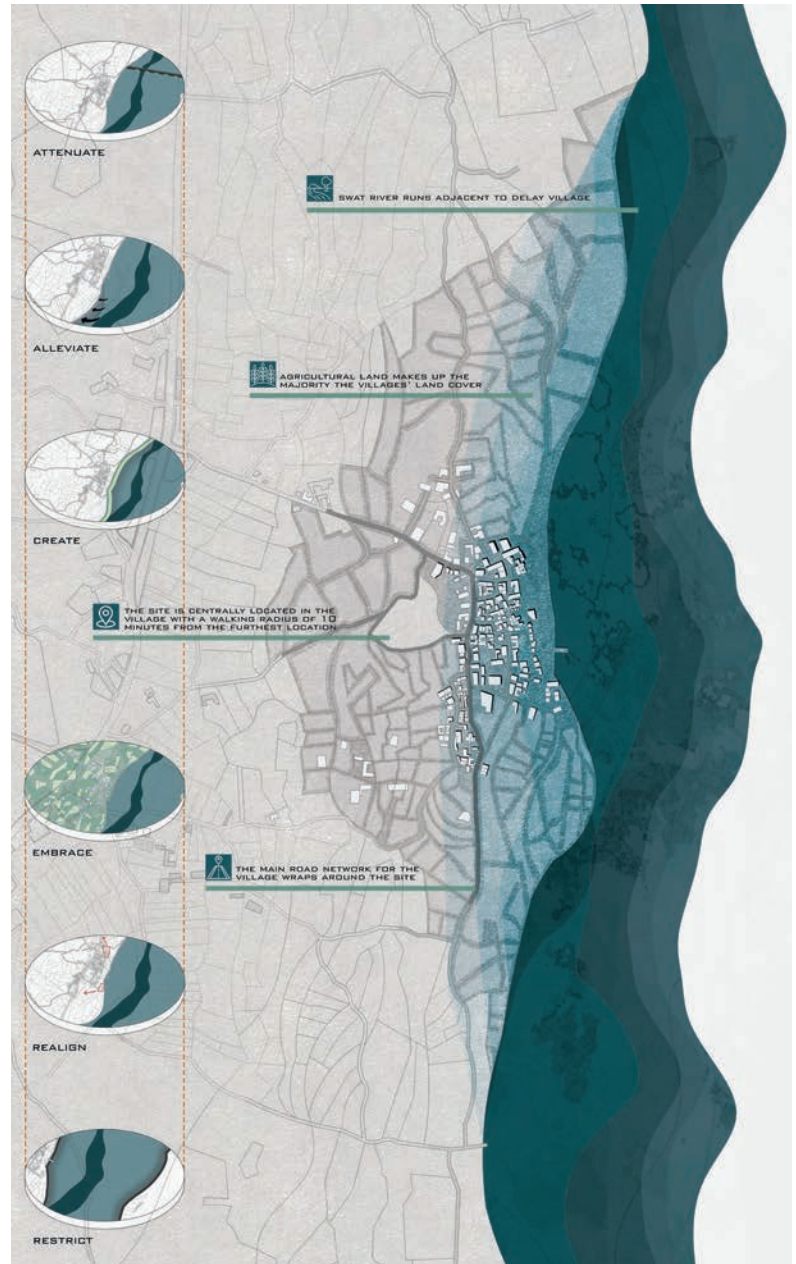 ATTENUATE
SWAT RIVER RUNS ADJACENT TO DELAY VILLAGE
ALLEVIATE
AGRICULTURAL LAND MAKES UP THE
MAJORITY THE VILLAGES' LAND COVER
CREATE
THE SITE IS CENTRALLY LOCATED IN THE
VILLAGE WITH A WALKING RADIUS OF 10
MINUTES FROM THE FURTHEST LOCATION
EMBRACE
THE MAIN ROAD NETWORK FOR THE
VILLAGE WRAPS AROUND THE SITE
REALIGN
RESTRICT